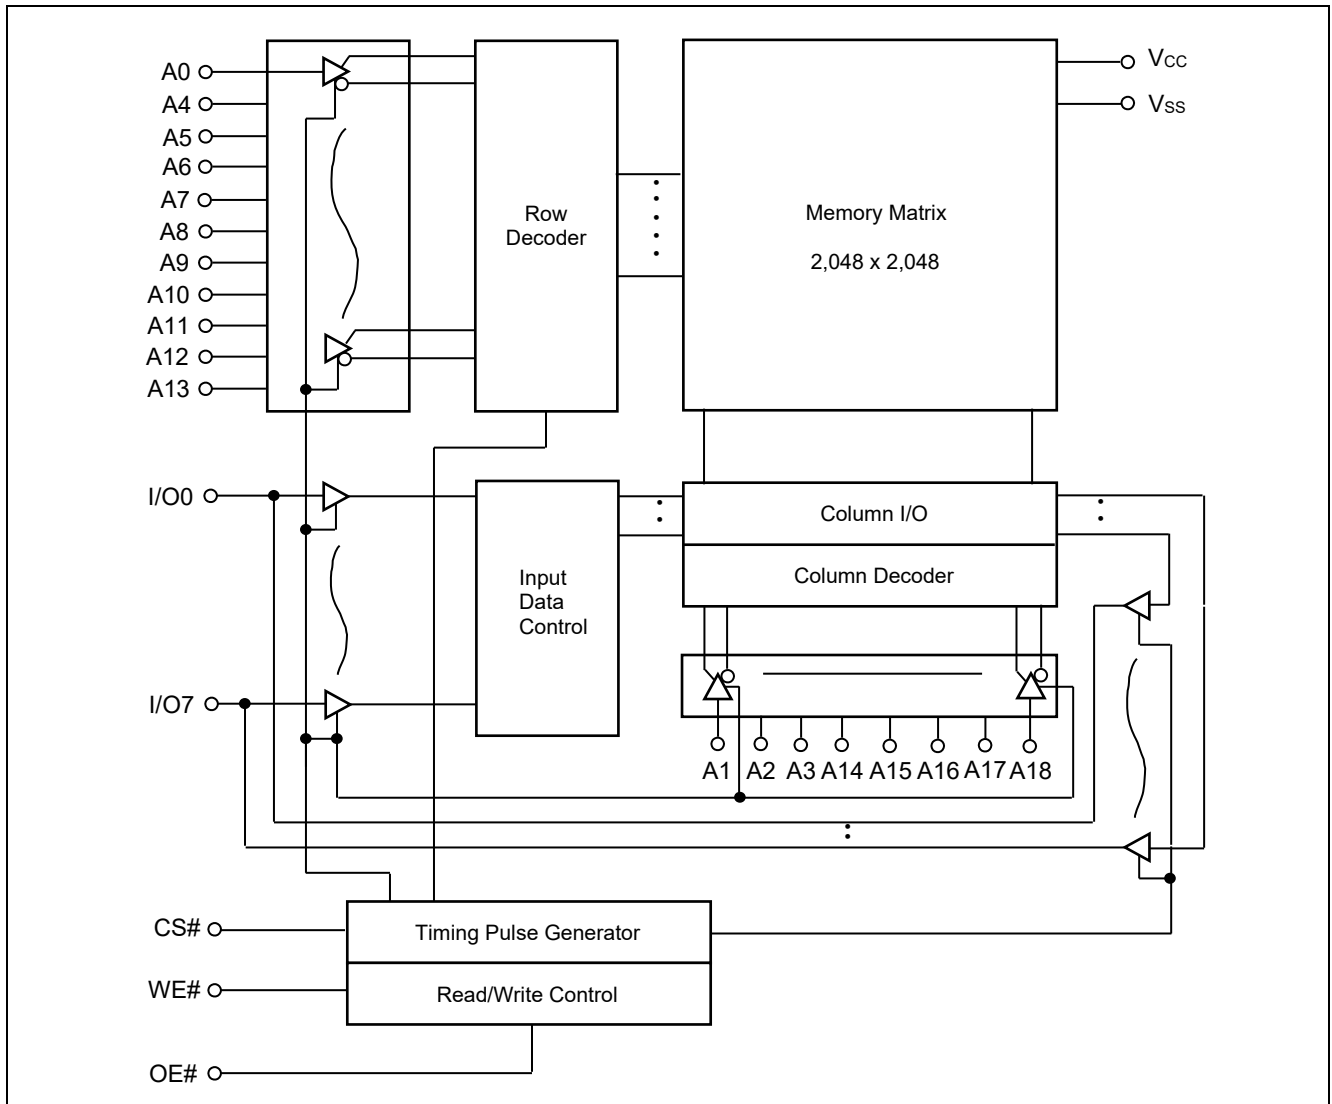 A0
A4
A5
A6
A7
A8
A9
A10
A11
A12
A13
Row
Decoder
Memory Matrix
2,048 x 2,048
VCC
VSS
I/O0
I/O7
Input
Data
Control
Column I/O
Column Decoder
A1 A2 A3 A14 A15 A16 A17 A18
CS#
WE#
OE#
Timing Pulse Generator
Read/Write Control